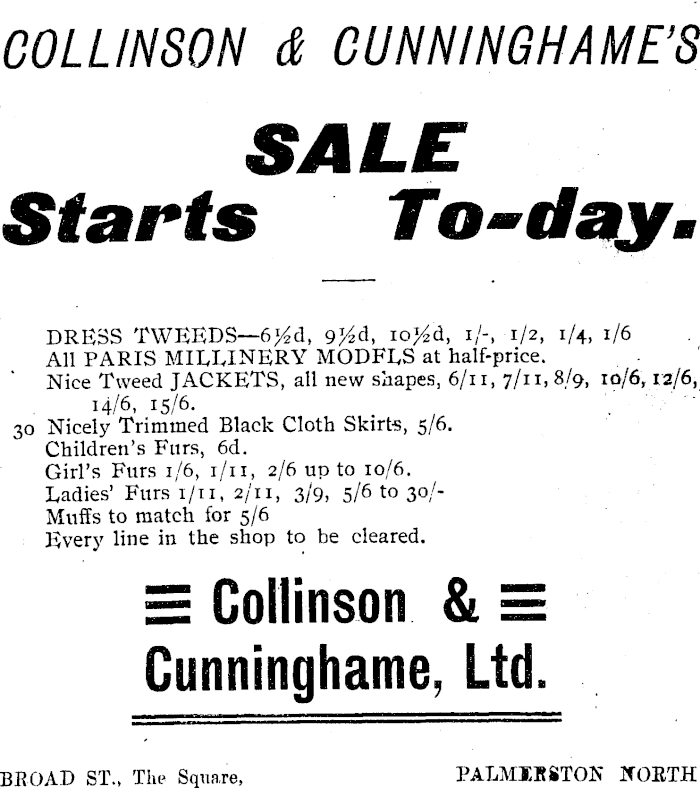 COLLINSON & CUNNINGHAME'S
SALE
Starts To-day.
DRESS TWEEDS—6½d, 9½d, 10½d, 1/-, 1/2, 1/4, 1/6
All PARIS MILLINERY MODELS at half-price.
Nice Tweed JACKETS, all new shapes, 6/11, 7/11, 8/9, 10/6, 12/6,
14/6, 15/6.
30 Nicely Trimmed Black Cloth Skirts, 5/6.
Children's Furs, 6d.
Girl's Furs 1/6, 1/11, 2/6 up to 10/6.
Ladies' Furs 1/11, 2/11, 3/9, 5/6 to 30/-
Muffs to match for 5/6
Every line in the shop to be cleared.
Collinson &
Cunninghame, Ltd.
BROAD ST., The Square, PALMERSTON NORTH